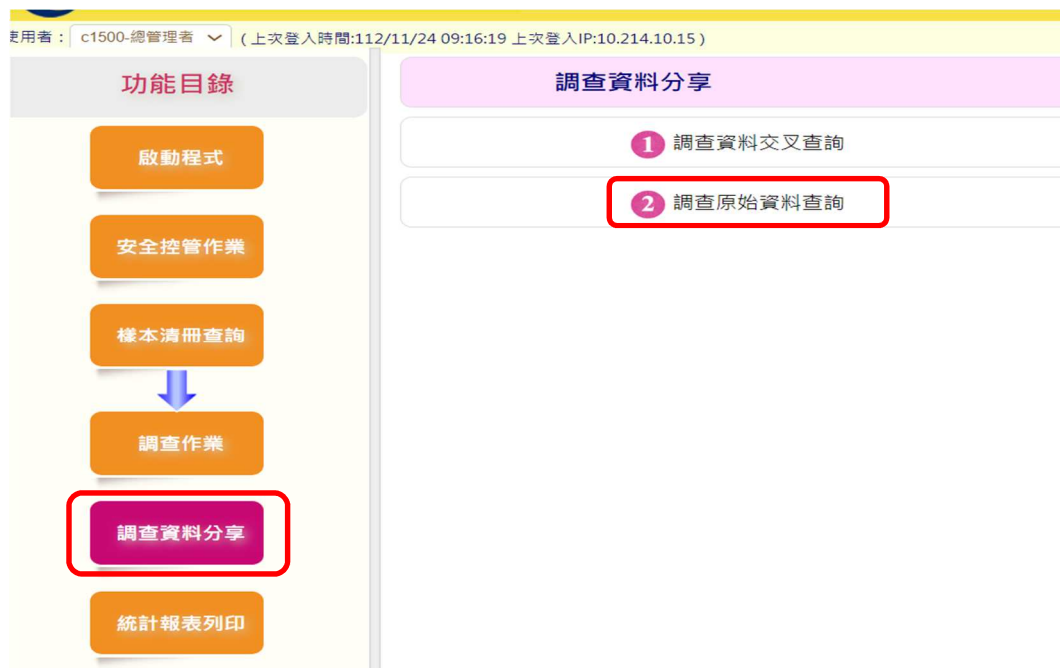 使用者： c1500-總管理者 （上次登入時間:112/11/24 09:16:19 上次登入IP:10.214.10.15）
功能目錄
啟動程式
安全控管作業
樣本清冊查詢
調查作業
調查資料分享
統計報表列印
調查資料分享
1 調查資料交叉查詢
2 調查原始資料查詢